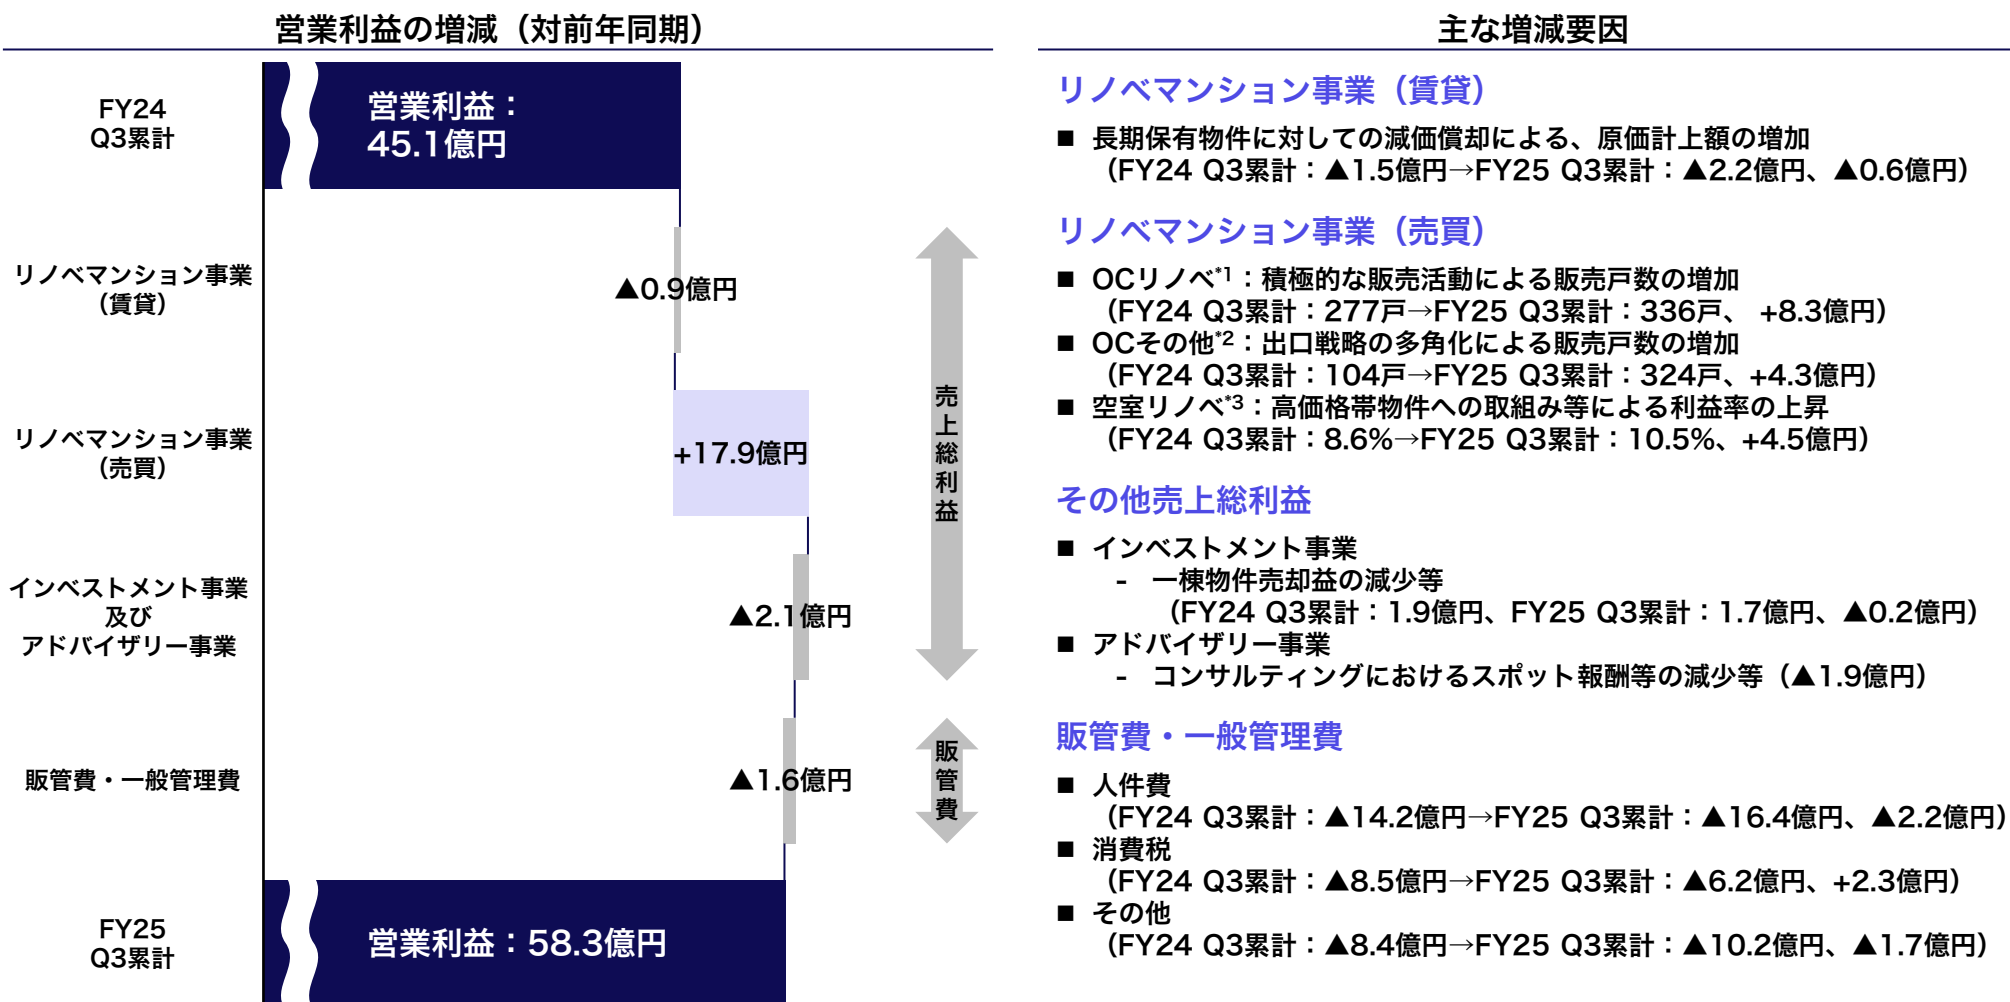 営業利益の増減（対前年同期）
FY24
Q3累計
営業利益：
45.1億円
リノベマンション事業
（賃貸）
▲0.9億円
リノベマンション事業
（売買）
+17.9億円
インベストメント事業
及び
アドバイザリー事業
▲2.1億円
販管費・一般管理費
▲1.6億円
FY25
Q3累計
営業利益：58.3億円
売上総利益
販管費
主な増減要因
リノベマンション事業（賃貸）
■ 長期保有物件に対しての減価償却による、原価計上額の増加
（FY24 Q3累計：▲1.5億円→FY25 Q3累計：▲2.2億円、▲0.6億円）
リノベマンション事業（売買）
■ OCリノベ*1：積極的な販売活動による販売戸数の増加
（FY24 Q3累計：277戸→FY25 Q3累計：336戸、 +8.3億円）
■ OCその他*2：出口戦略の多角化による販売戸数の増加
（FY24 Q3累計：104戸→FY25 Q3累計：324戸、+4.3億円）
■ 空室リノベ*3：高価格帯物件への取組み等による利益率の上昇
（FY24 Q3累計：8.6%→FY25 Q3累計：10.5%、+4.5億円）
その他売上総利益
■ インベストメント事業
- 一棟物件売却益の減少等
（FY24 Q3累計：1.9億円、FY25 Q3累計：1.7億円、▲0.2億円）
■ アドバイザリー事業
- コンサルティングにおけるスポット報酬等の減少等（▲1.9億円）
販管費・一般管理費
■ 人件費
（FY24 Q3累計：▲14.2億円→FY25 Q3累計：▲16.4億円、▲2.2億円）
■ 消費税
（FY24 Q3累計：▲8.5億円→FY25 Q3累計：▲6.2億円、+2.3億円）
■ その他
（FY24 Q3累計：▲8.4億円→FY25 Q3累計：▲10.2億円、▲1.7億円）